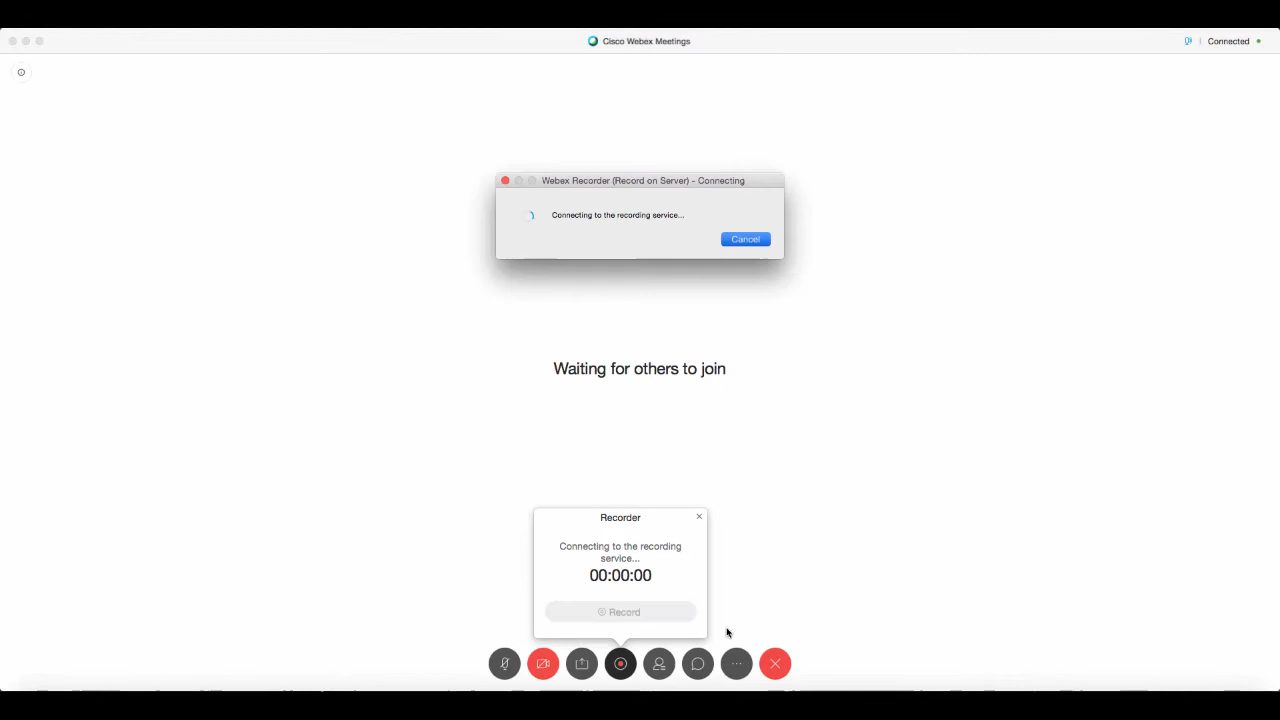 Cisco Webex Meetings
Connected
Webex Recorder (Record on Server) - Connecting
Connecting to the recording service...
Cancel
Waiting for others to join
Recorder
Connecting to the recording
service...
00:00:00
Record